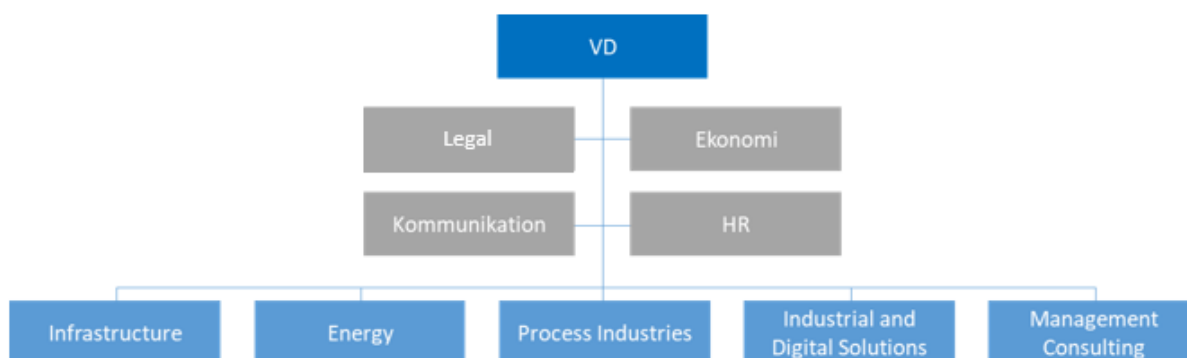 VD
Legal
Ekonomi
Kommunikation
HR
Infrastructure
Energy
Process Industries
Industrial and
Digital Solutions
Management
Consulting